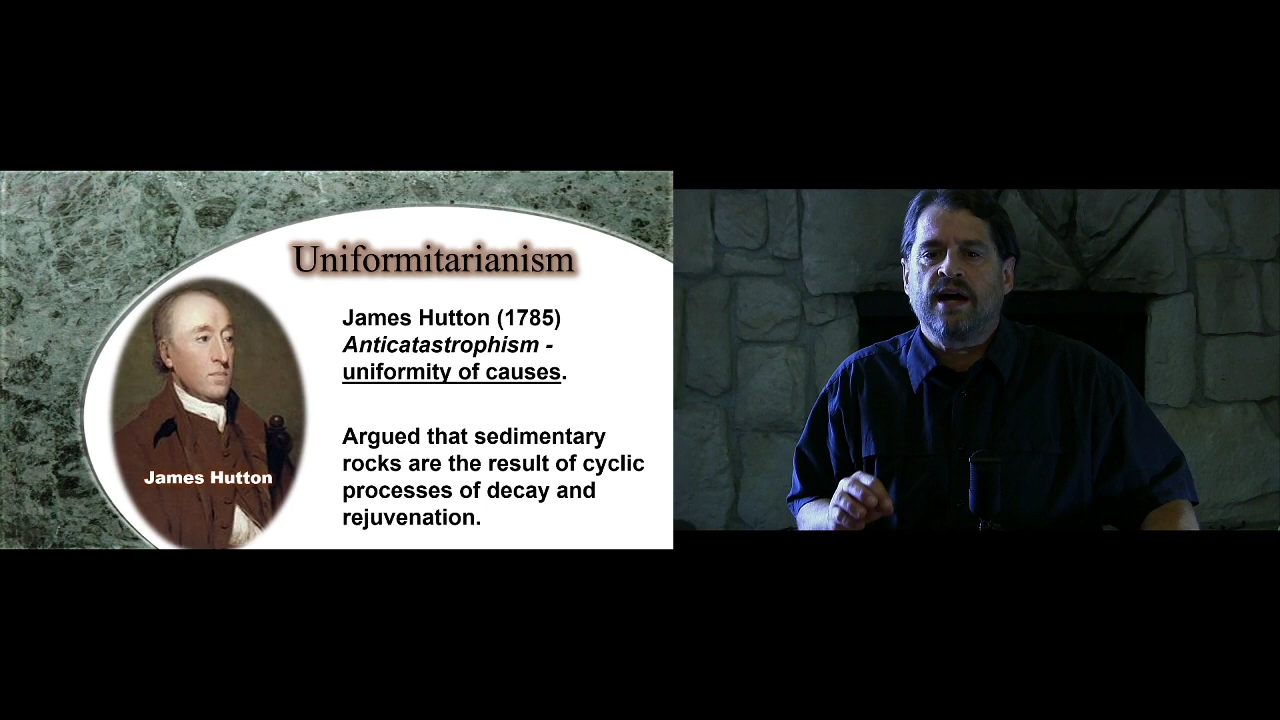 Uniformitarianism
James Hutton (1785)
Anticatastrophism -
uniformity of causes.
Argued that sedimentary
rocks are the result of cyclic
processes of decay and
rejuvenation.
James Hutton